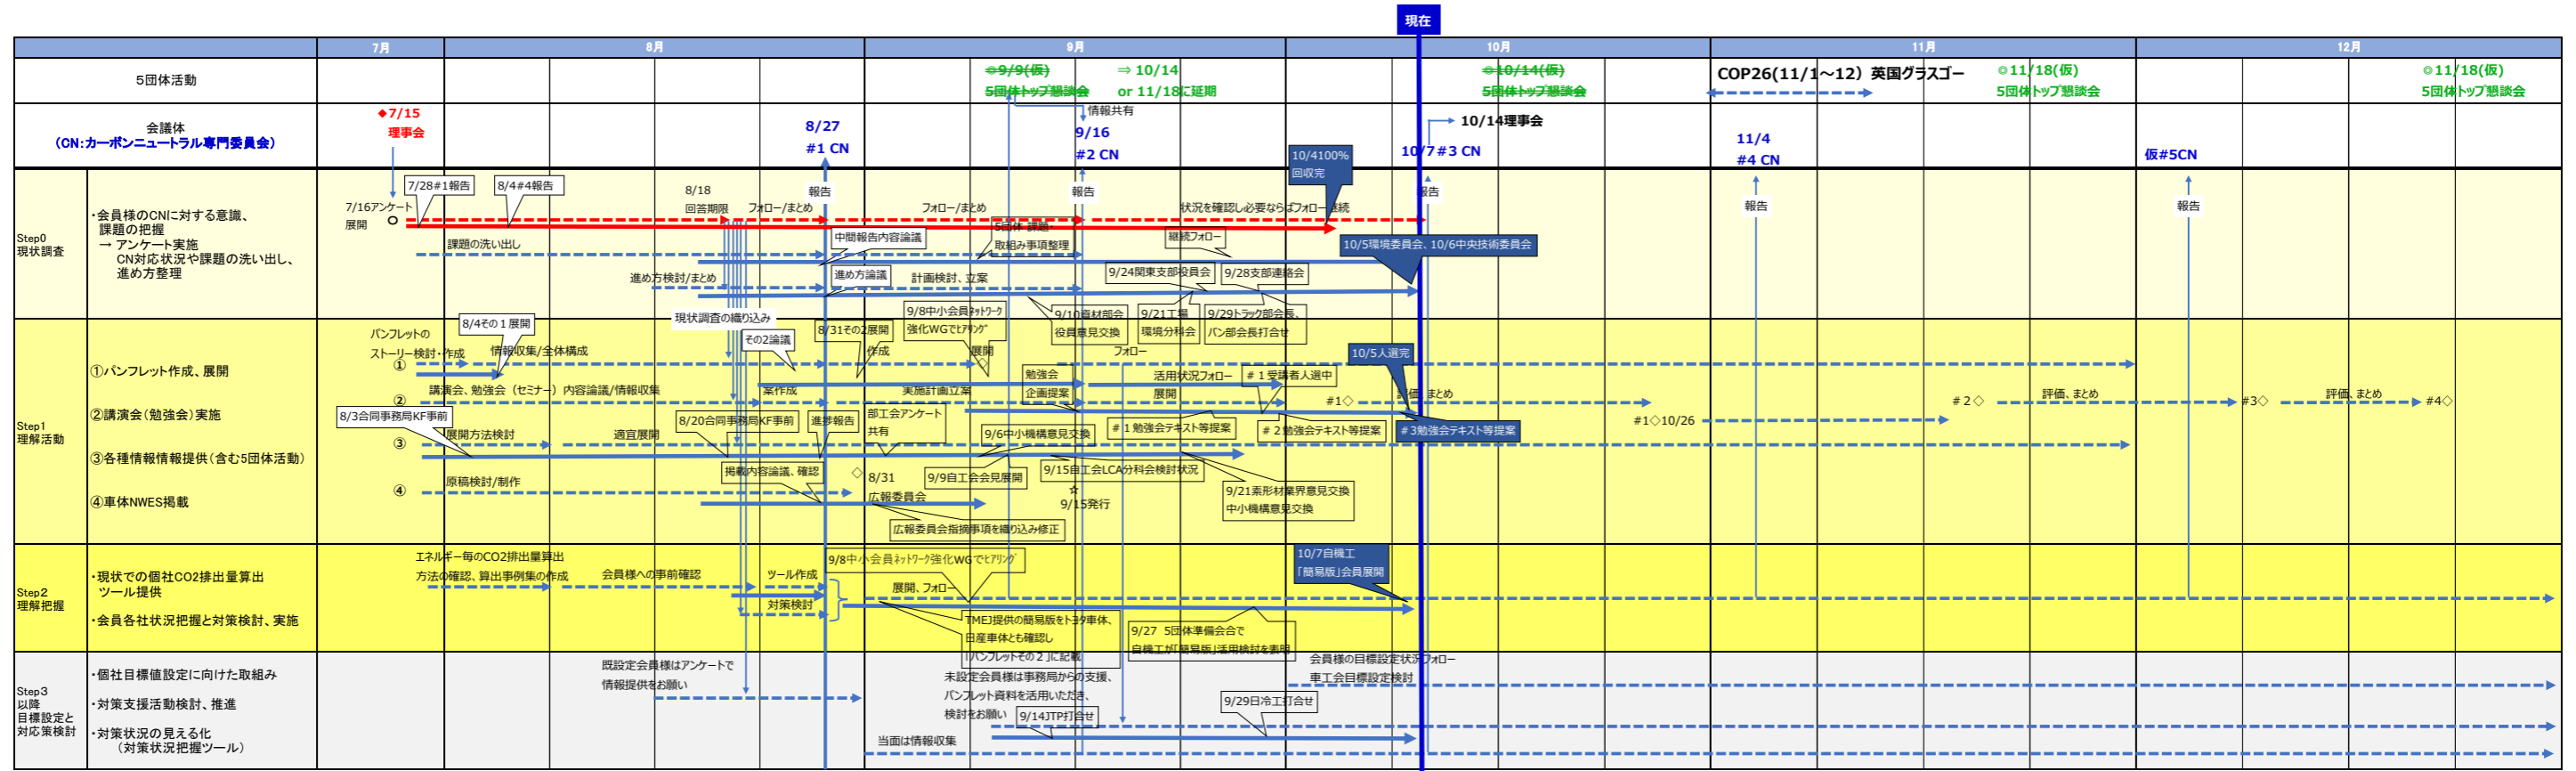 現在
7月
8月
9月
10月
11月
12月
5団体活動
◎9/9(仮)
5団体トップ懇談会
⇒ 10/14
or 11/18に延期
◎10/14(仮)
5団体トップ懇談会
COP26(11/1～12) 英国グラスゴー
◎11/18(仮)
5団体トップ懇談会
◎11/18(仮)
5団体トップ懇談会
会議体
(CN:カーボンニュートラル専門委員会)
◆7/15
理事会
8/27
#1 CN
情報共有
9/16
#2 CN
10/14理事会
10/7#3 CN
11/4
#4 CN
仮#5CN
Step0
現状調査
・会員様のCNに対する意識、
課題の把握
→ アンケート実施
CN対応状況や課題の洗い出し、
進め方整理
7/16アンケート
展開
7/28#1報告
8/4#4報告
8/18
回答期限
フォロー/まとめ
報告
フォロー/まとめ
報告
状況を確認し必要ならばフォロー継続
10/4100%
回収完
報告
報告
報告
課題の洗い出し
中間報告内容論議
5団体 課題・
取組み事項整理
継続フォロー
10/5環境委員会、10/6中央技術委員会
進め方検討/まとめ
進め方論議
計画検討、立案
9/24関東支部役員会
9/28支部連絡会
9/10資材部会
役員意見交換
9/21工場
環境分科会
9/29トラック部会長、
バン部会長打合せ
現状調査の織り込み
Step1
理解活動
①パンフレット作成、展開
②講演会(勉強会)実施
③各種情報情報提供(含む5団体活動)
④車体NWES掲載
パンフレットの
ストーリー検討・作成
①
8/4その１展開
情報収集/全体構成
その2論議
8/31その2展開
作成
9/8中小会員ネットワーク
強化WGでヒアリング
展開
フォロー
10/5人選完
②
講演会、勉強会（セミナー）内容論議/情報収集
案作成
実施計画立案
勉強会
企画提案
活用状況フォロー
展開
＃１受講者人選中
#1◇
評価、まとめ
#1◇10/26
＃2◇
評価、まとめ
#3◇
評価、まとめ
#4◇
8/3合同事務局KF事前
③
展開方法検討
適宜展開
8/20合同事務局KF事前
進捗報告
部工会アンケート
共有
9/6中小機構意見交換
＃１勉強会テキスト等提案
＃２勉強会テキスト等提案
＃3勉強会テキスト等提案
④
原稿検討/制作
掲載内容論議、確認
◇
8/31
広報委員会
9/9自工会会見展開
9/15自工会LCA分科会検討状況
☆
9/15発行
9/21素形材業界意見交換
中小機構意見交換
広報委員会指摘事項を織り込み修正
Step2
理解把握
・現状での個社CO2排出量算出
ツール提供
・会員各社状況把握と対策検討、実施
エネルギー毎のCO2排出量算出
方法の確認、算出事例集の作成
会員様への事前確認
ツール作成
対策検討
9/8中小会員ネットワーク強化WGでヒアリング
展開、フォロー
10/7自機工
「簡易版」会員展開
TMEJ提供の簡易版をトヨタ車体、
日産車体とも確認し
「パンフレットその２」に記載
9/27 5団体準備会合で
自機工が「簡易版」活用検討を表明
Step3
以降
目標設定と
対応策検討
・個社目標値設定に向けた取組み
・対策支援活動検討、推進
・対策状況の見える化
（対策状況把握ツール）
既設定会員様はアンケートで
情報提供をお願い
未設定会員様は事務局からの支援、
パンフレット資料を活用いただき、
検討をお願い
会員様の目標設定状況フォロー
車工会目標設定検討
9/14JTP打合せ
9/29日冷工打合せ
当面は情報収集